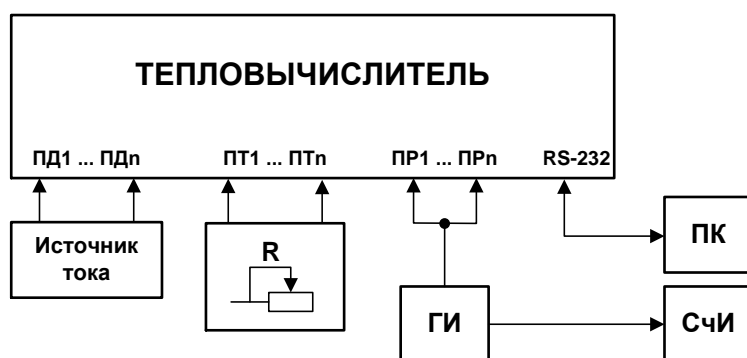 ТЕПЛОВЫЧИСЛИТЕЛЬ
ПД1 ... ПДn ПТ1 ... ПТn ПР1 ... ПРn RS-232
Источник
тока
R
ПК
ГИ
СчИ